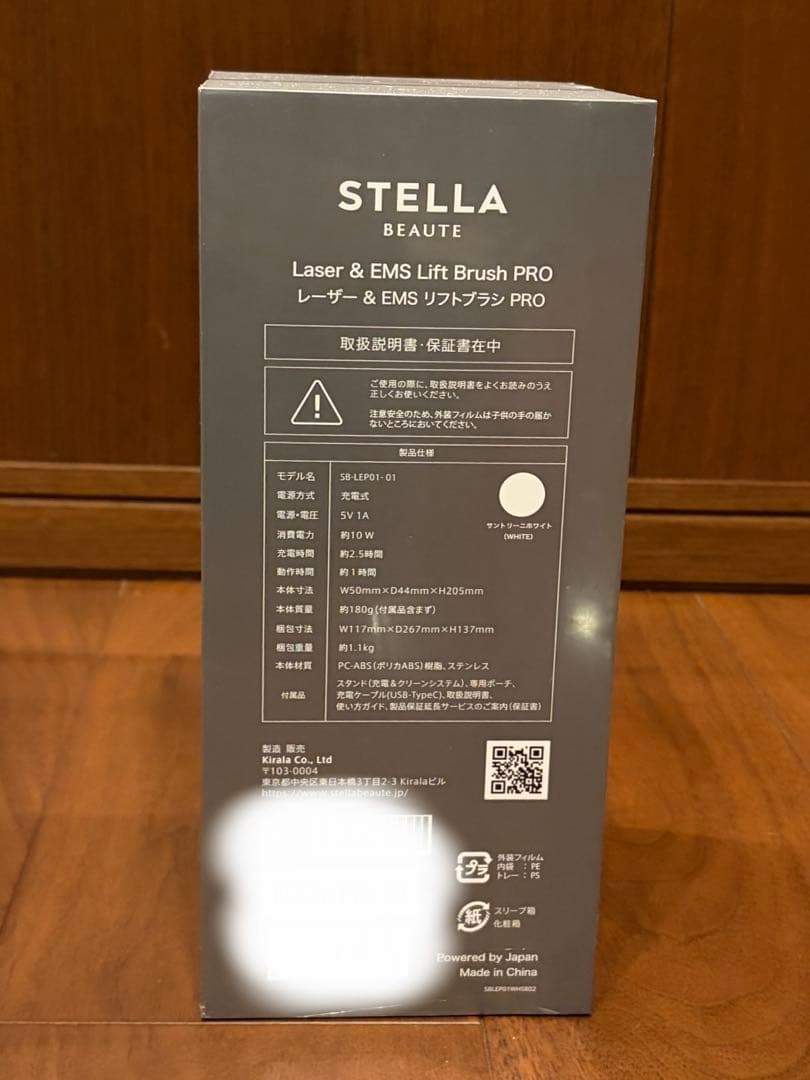 STELLA
BEAUTE
Laser & EMS Lift Brush PRO
レーザー & EMS リフトブラシ PRO
取扱説明書・保証書在中
ご使用の際に、取扱説明書をよくお読みのうえ
正しくお使いください。
注意安全のため、外装フィルムは子供の手の届か
ないところにおいてください。
製品仕様
モデル名 SB-LEP01-01
電源方式 充電式
電源・電圧 5V 1A
消費電力 約10 W
充電時間 約2.5時間
動作時間 約1時間
本体寸法 W50mm×D44mm×H205mm
本体質量 約180g(付属品含まず)
梱包寸法 W117mm×D267mm×H137mm
梱包重量 約1.1kg
本体材質 PC-ABS(ポリカABS)樹脂、ステンレス
付属品 スタンド(充電&クリーンシステム)、専用ポーチ、
充電ケーブル(USB-TypeC)、取扱説明書、
使い方ガイド、製品保証延長サービスのご案内(保証書)
サントリーニホワイト
(WHITE)
製造 販売
Kirala Co., Ltd
〒103-0004
東京都中央区東日本橋3丁目2-3 Kiralaビル
https://www.stellabeaute.jp/
プラ
外装フィルム
内袋 : PE
トレー : PS
紙
スリーブ箱
化粧箱
Powered by Japan
Made in China
SBLEP01WHSB02